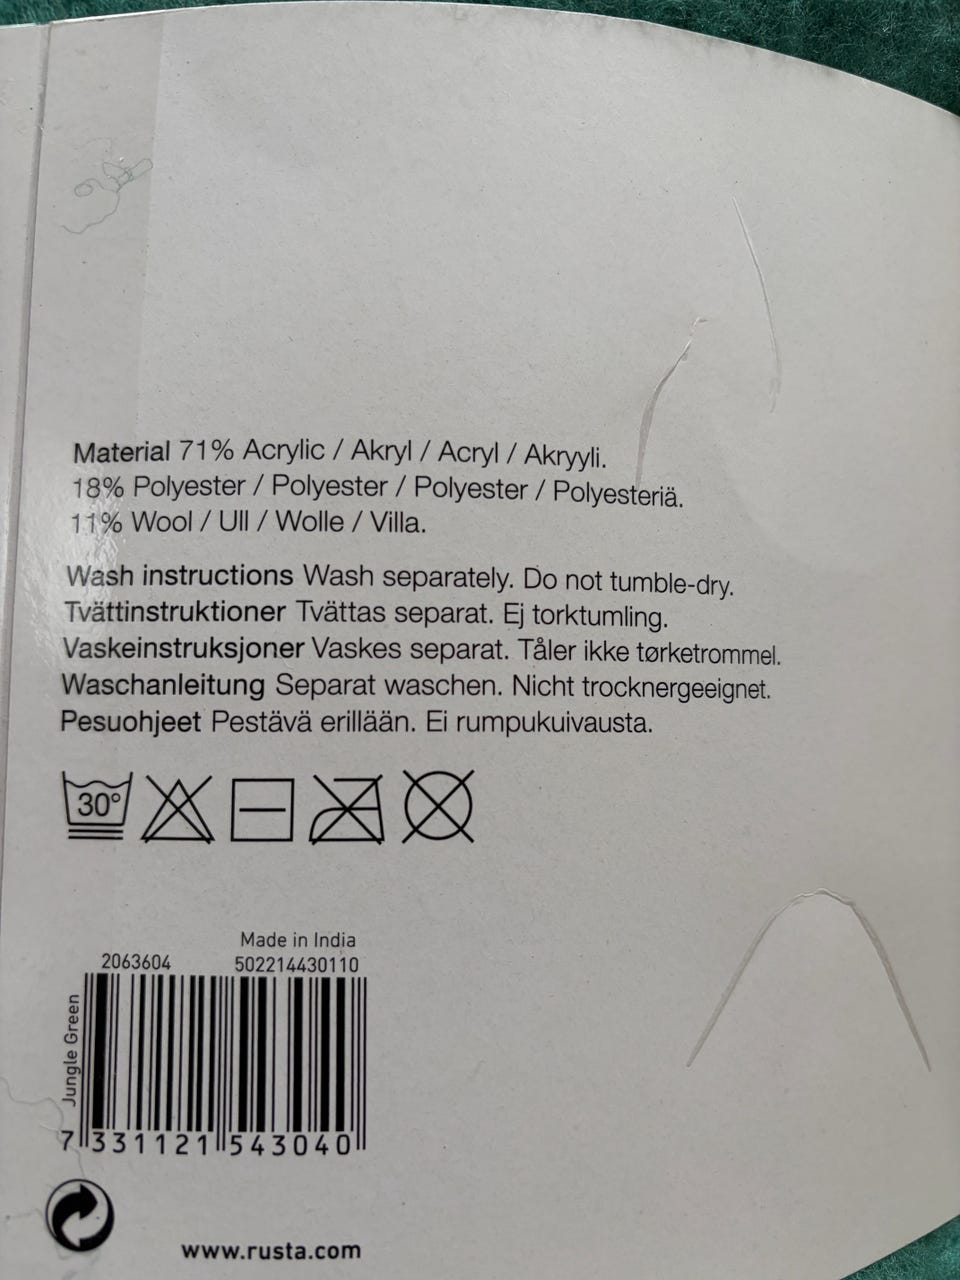 Material 71% Acrylic / Akryl / Acryl / Akryyli.
18% Polyester / Polyester / Polyester / Polyesteriä.
11% Wool / Ull / Wolle / Villa.
Wash instructions Wash separately. Do not tumble-dry.
Tvättinstruktioner Tvättas separat. Ej torktumling.
Vaskeinstruksjoner Vaskes separat. Tåler ikke tørketrommel.
Waschanleitung Separat waschen. Nicht trocknergeeignet.
Pesuohjeet Pestävä erillään. Ei rumpukuivausta.
30°
Made in India
2063604 502214430110
Jungle Green
7 331121 543040
www.rusta.com